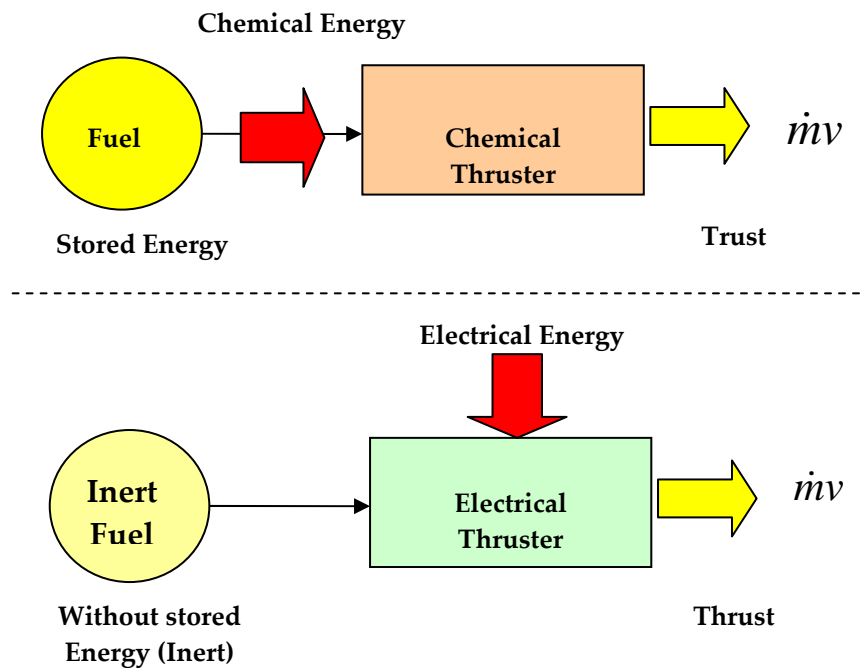 Chemical Energy
Fuel
Chemical
Thruster
ṁv
Stored Energy
Trust
Electrical Energy
Inert
Fuel
Electrical
Thruster
ṁv
Without stored
Energy (Inert)
Thrust